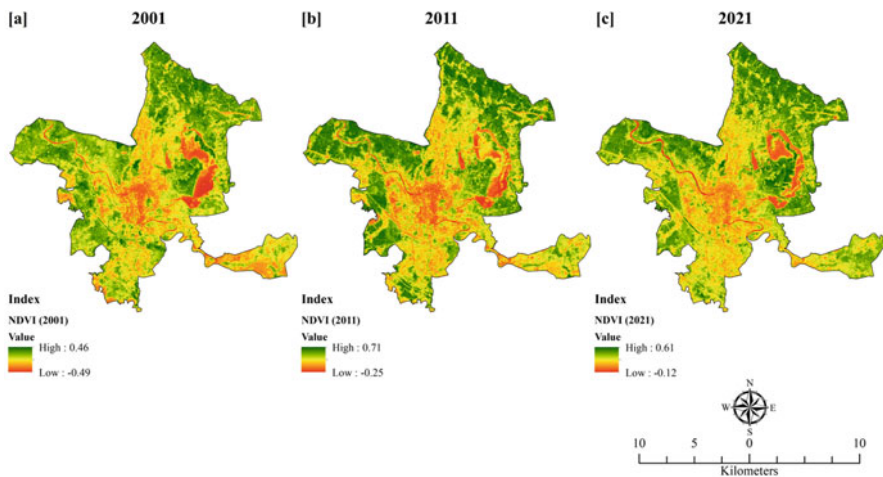 [a] 2001
[b] 2011
[c] 2021
Index
NDVI (2001)
Value
High : 0.46
Low : -0.49
Index
NDVI (2011)
Value
High : 0.71
Low : -0.25
Index
NDVI (2021)
Value
High : 0.61
Low : -0.12
N
W E
S
10 5 0 10
Kilometers